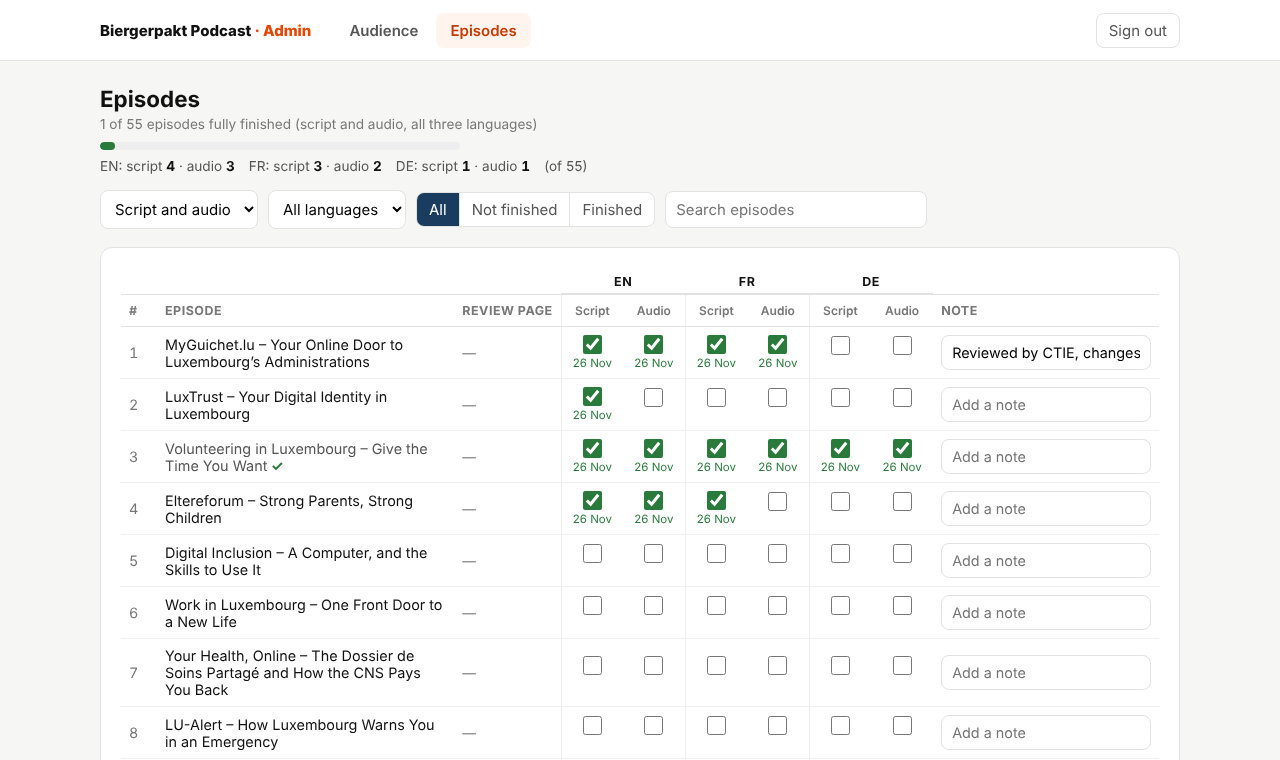 Biergerpakt Podcast · Admin Audience Episodes Sign out
Episodes
1 of 55 episodes fully finished (script and audio, all three languages)
EN: script 4 · audio 3 FR: script 3 · audio 2 DE: script 1 · audio 1 (of 55)
Script and audio All languages All Not finished Finished Search episodes
EN FR DE
# EPISODE REVIEW PAGE Script Audio Script Audio Script Audio NOTE
1 MyGuichet.lu – Your Online Door to
Luxembourg’s Administrations
— 26 Nov 26 Nov 26 Nov 26 Nov Reviewed by CTIE, changes
2 LuxTrust – Your Digital Identity in
Luxembourg
— 26 Nov Add a note
3 Volunteering in Luxembourg – Give the
Time You Want ✓
— 26 Nov 26 Nov 26 Nov 26 Nov 26 Nov 26 Nov Add a note
4 Eltereforum – Strong Parents, Strong
Children
— 26 Nov 26 Nov 26 Nov Add a note
5 Digital Inclusion – A Computer, and the
Skills to Use It
— Add a note
6 Work in Luxembourg – One Front Door to
a New Life
— Add a note
7 Your Health, Online – The Dossier de
Soins Partagé and How the CNS Pays
You Back
— Add a note
8 LU-Alert – How Luxembourg Warns You
in an Emergency
— Add a note